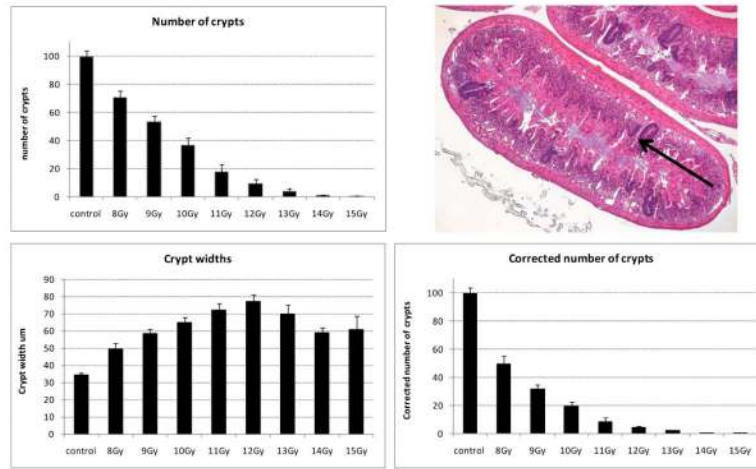 Number of crypts
number of crypts
100
80
60
40
20
0
control 8Gy 9Gy 10Gy 11Gy 12Gy 13Gy 14Gy 15Gy
Crypt widths
Crypt width um
90
80
70
60
50
40
30
20
10
0
control 8Gy 9Gy 10Gy 11Gy 12Gy 13Gy 14Gy 15Gy
Corrected number of crypts
Corrected number of crypts
100
80
60
40
20
0
control 8Gy 9Gy 10Gy 11Gy 12Gy 13Gy 14Gy 15Gy